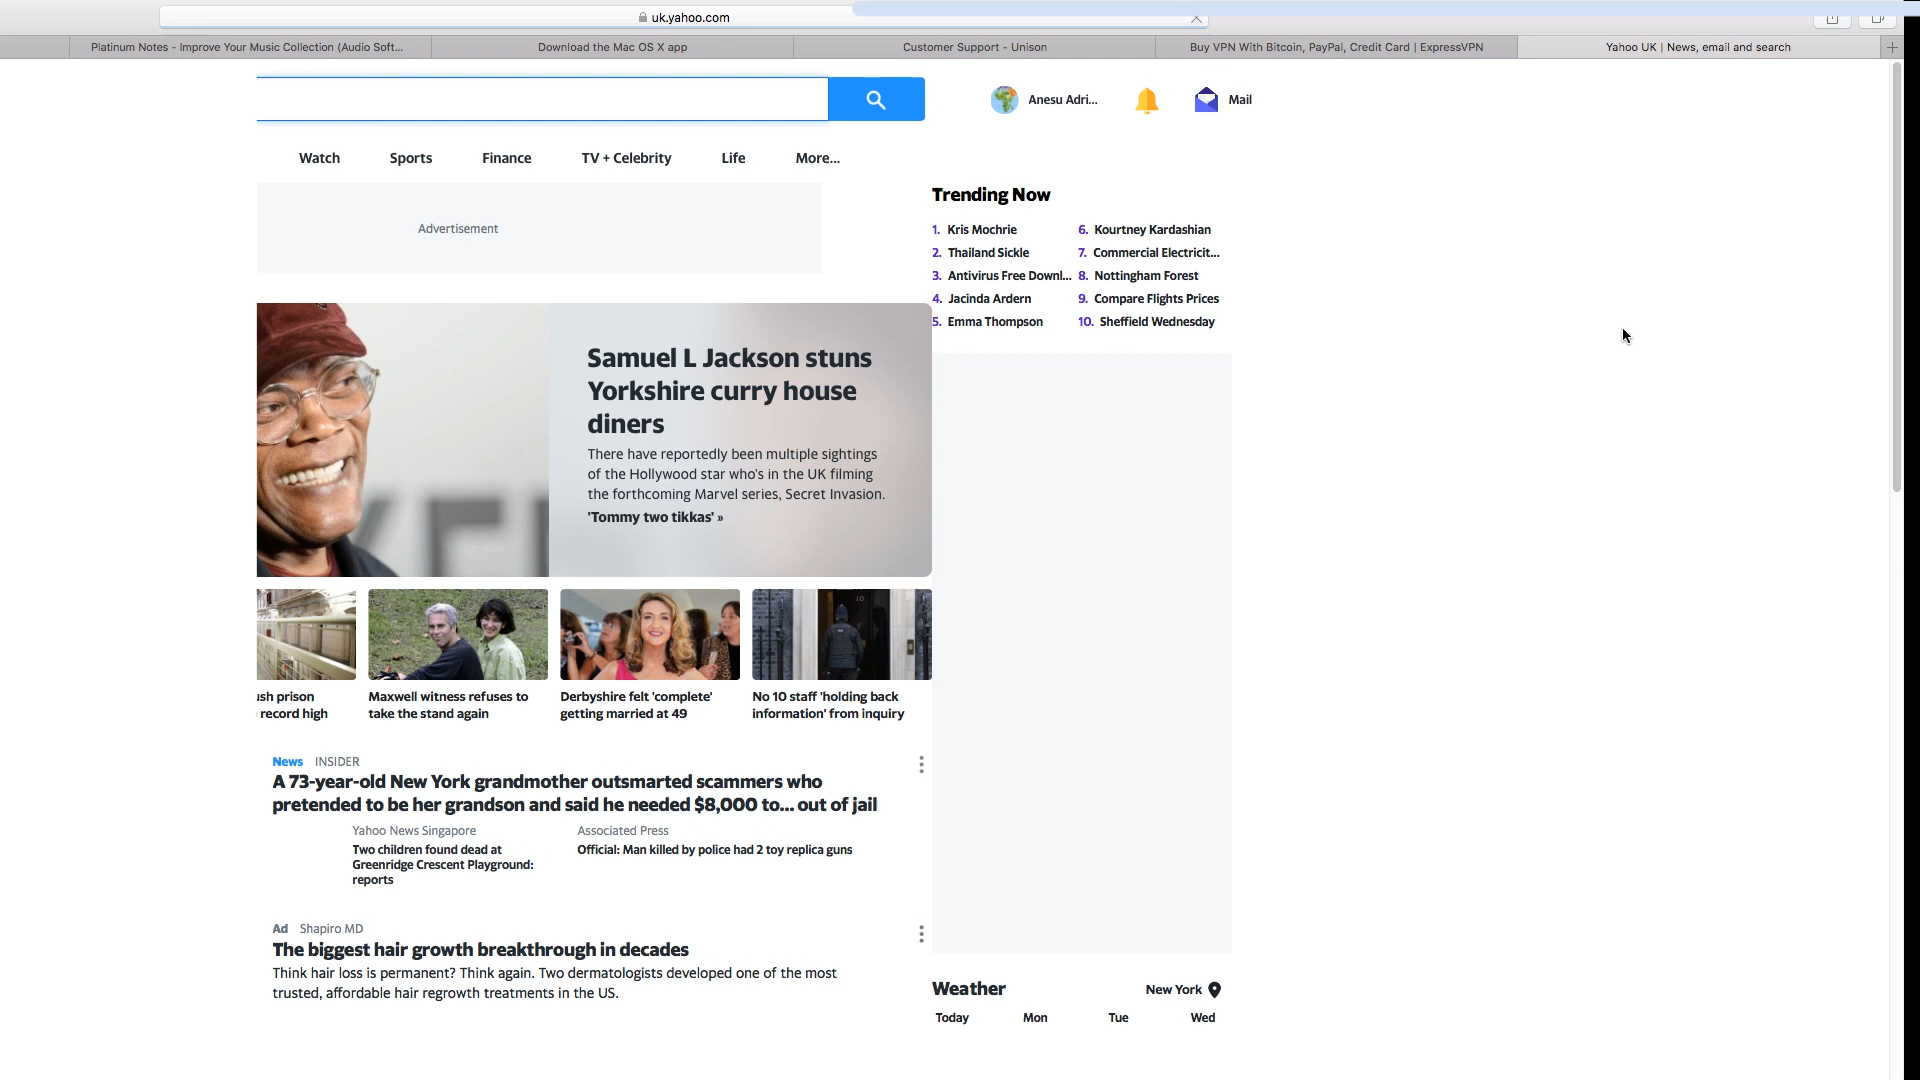 uk.yahoo.com
Platinum Notes - Improve Your Music Collection (Audio Soft...
Download the Mac OS X app
Customer Support - Unison
Buy VPN With Bitcoin, PayPal, Credit Card | ExpressVPN
Yahoo UK | News, email and search
Anesu Adri...
Mail
Watch
Sports
Finance
TV + Celebrity
Life
More...
Advertisement
Trending Now
1. Kris Mochrie
2. Thailand Sickle
3. Antivirus Free Downl...
4. Jacinda Ardern
5. Emma Thompson
6. Kourtney Kardashian
7. Commercial Electricit...
8. Nottingham Forest
9. Compare Flights Prices
10. Sheffield Wednesday
Samuel L Jackson stuns
Yorkshire curry house
diners
There have reportedly been multiple sightings
of the Hollywood star who's in the UK filming
the forthcoming Marvel series, Secret Invasion.
'Tommy two tikkas' »
prison
record high
Maxwell witness refuses to
take the stand again
Derbyshire felt 'complete'
getting married at 49
No 10 staff 'holding back
information' from inquiry
News INSIDER
A 73-year-old New York grandmother outsmarted scammers who
pretended to be her grandson and said he needed $8,000 to... out of jail
Yahoo News Singapore
Two children found dead at
Greenridge Crescent Playground:
reports
Associated Press
Official: Man killed by police had 2 toy replica guns
Ad Shapiro MD
The biggest hair growth breakthrough in decades
Think hair loss is permanent? Think again. Two dermatologists developed one of the most
trusted, affordable hair regrowth treatments in the US.
Weather
New York
Today
Mon
Tue
Wed